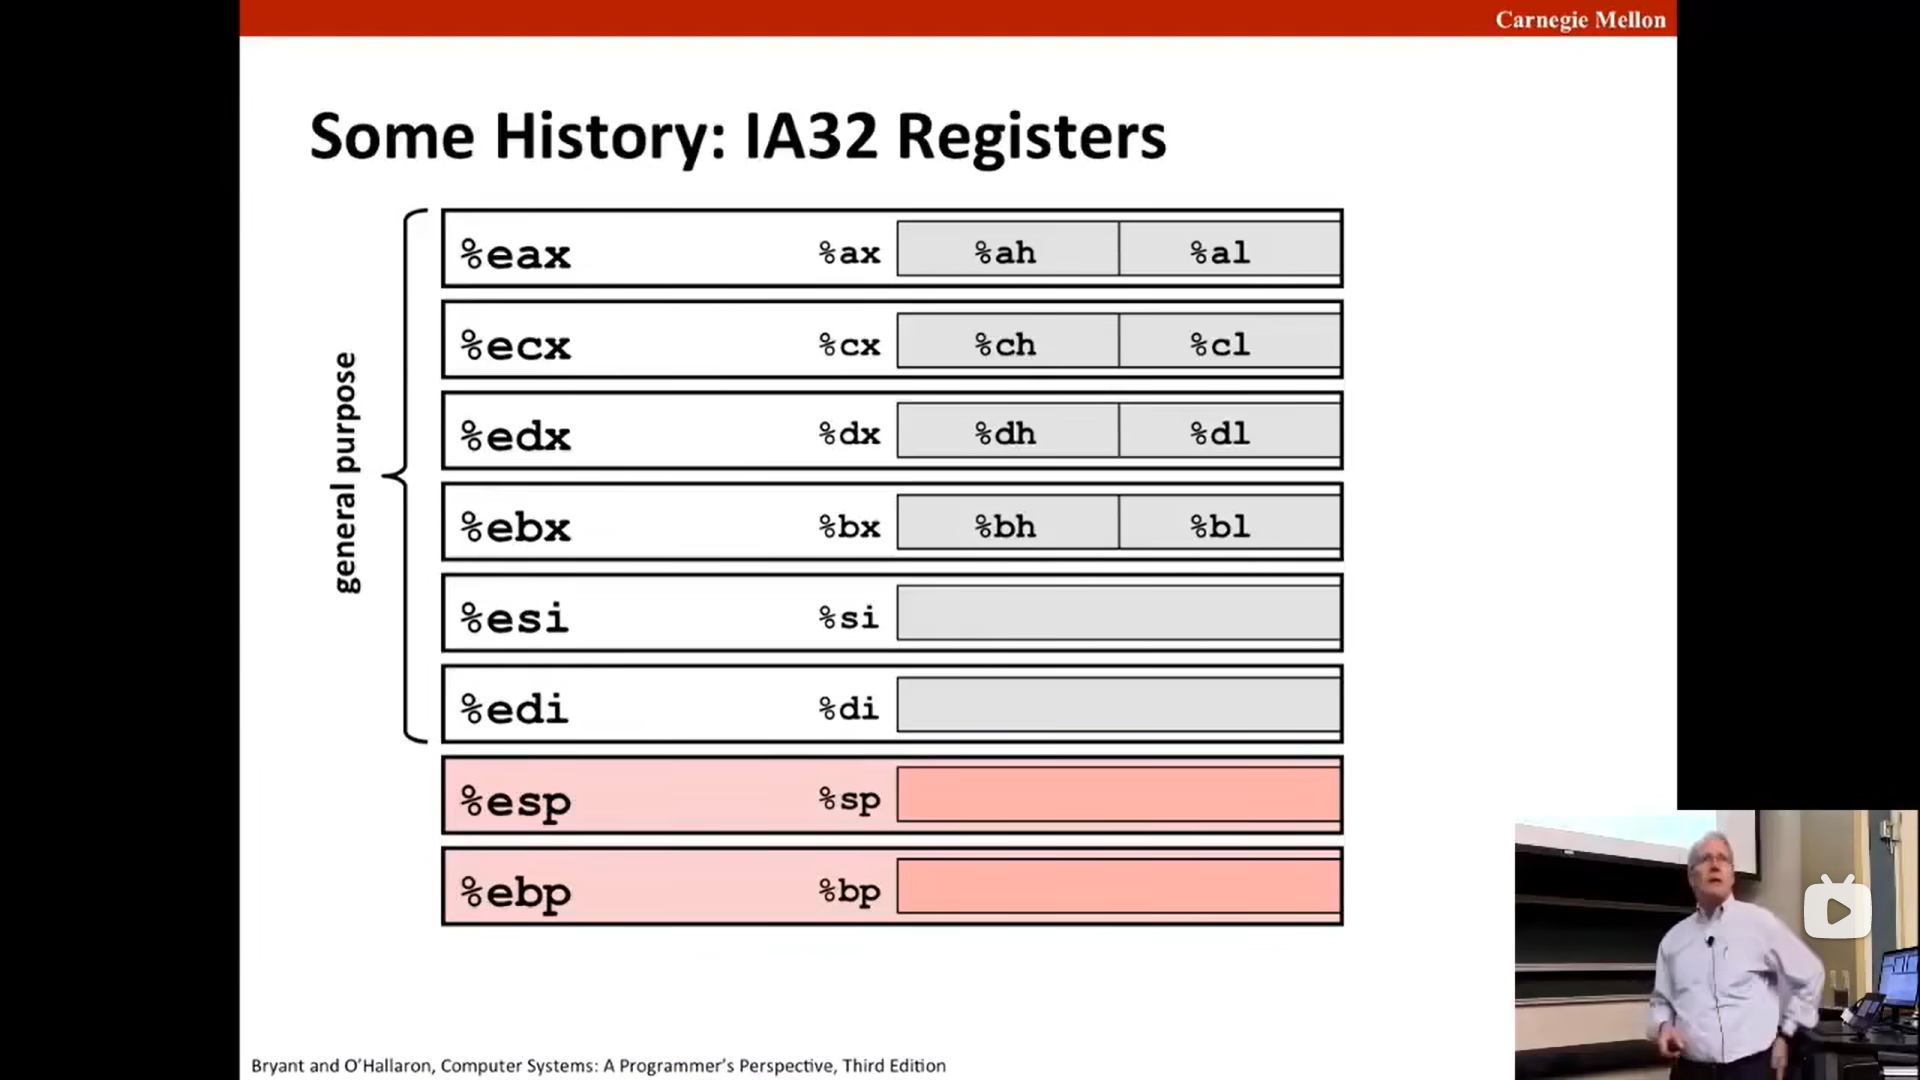 Carnegie Mellon
Some History: IA32 Registers
general purpose
%eax %ax %ah %al
%ecx %cx %ch %cl
%edx %dx %dh %dl
%ebx %bx %bh %bl
%esi %si
%edi %di
%esp %sp
%ebp %bp
Bryant and O'Hallaron, Computer Systems: A Programmer's Perspective, Third Edition